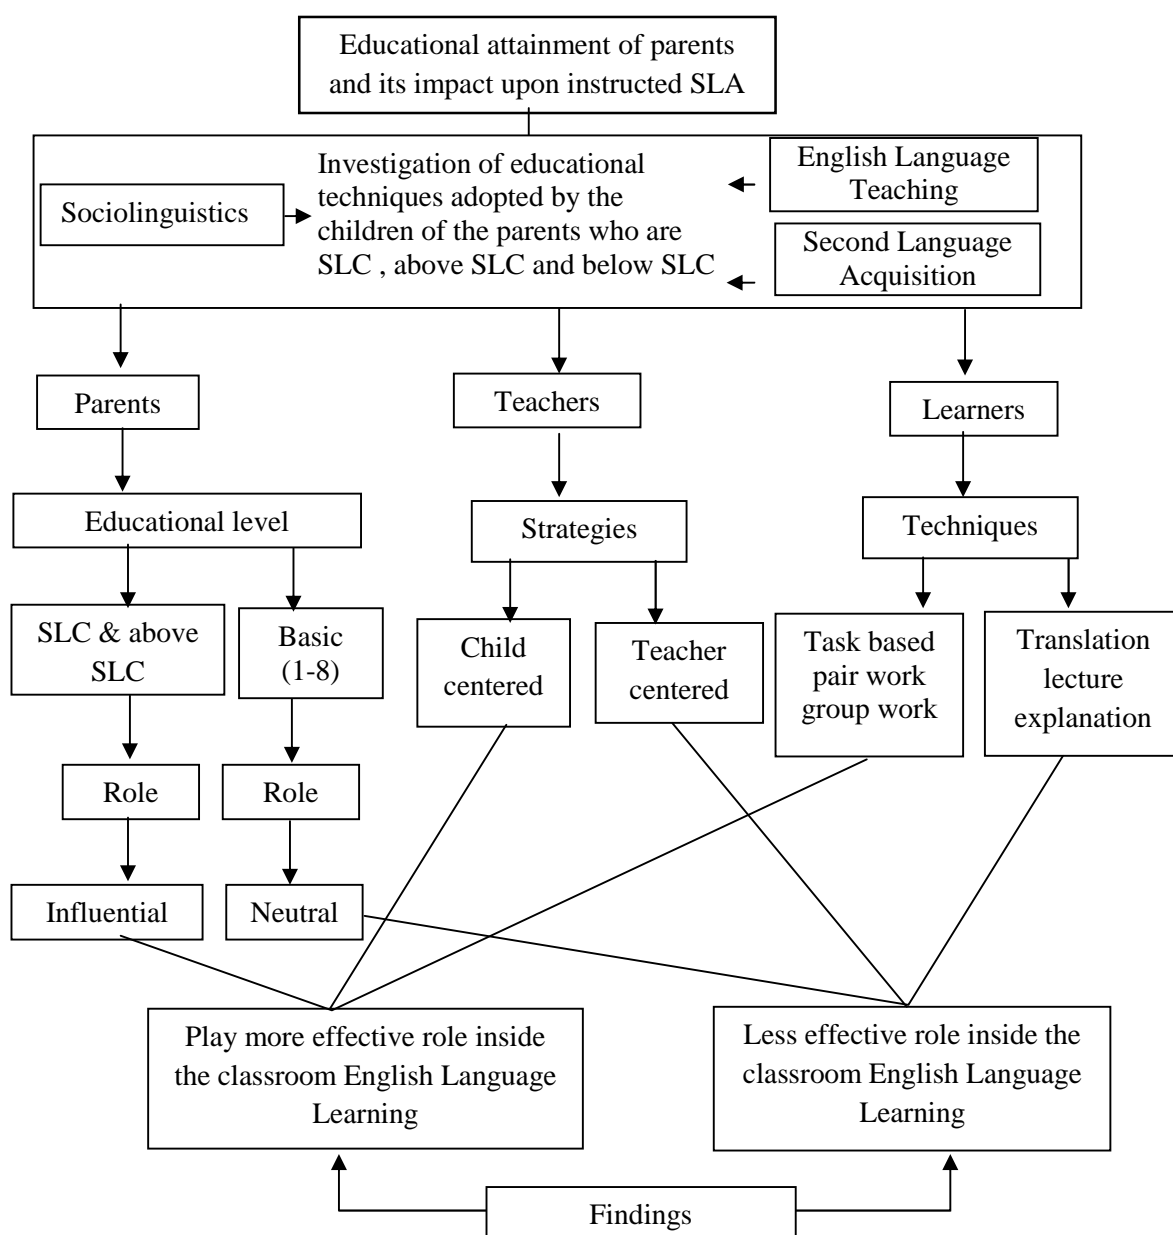 Educational attainment of parents
and its impact upon instructed SLA
Sociolinguistics
Investigation of educational
techniques adopted by the
children of the parents who are
SLC , above SLC and below SLC
English Language
Teaching
Second Language
Acquisition
Parents
Teachers
Learners
Educational level
Strategies
Techniques
SLC & above
SLC
Basic
(1-8)
Child
centered
Teacher
centered
Task based
pair work
group work
Translation
lecture
explanation
Role
Role
Influential
Neutral
Play more effective role inside
the classroom English Language
Learning
Less effective role inside the
classroom English Language
Learning
Findings